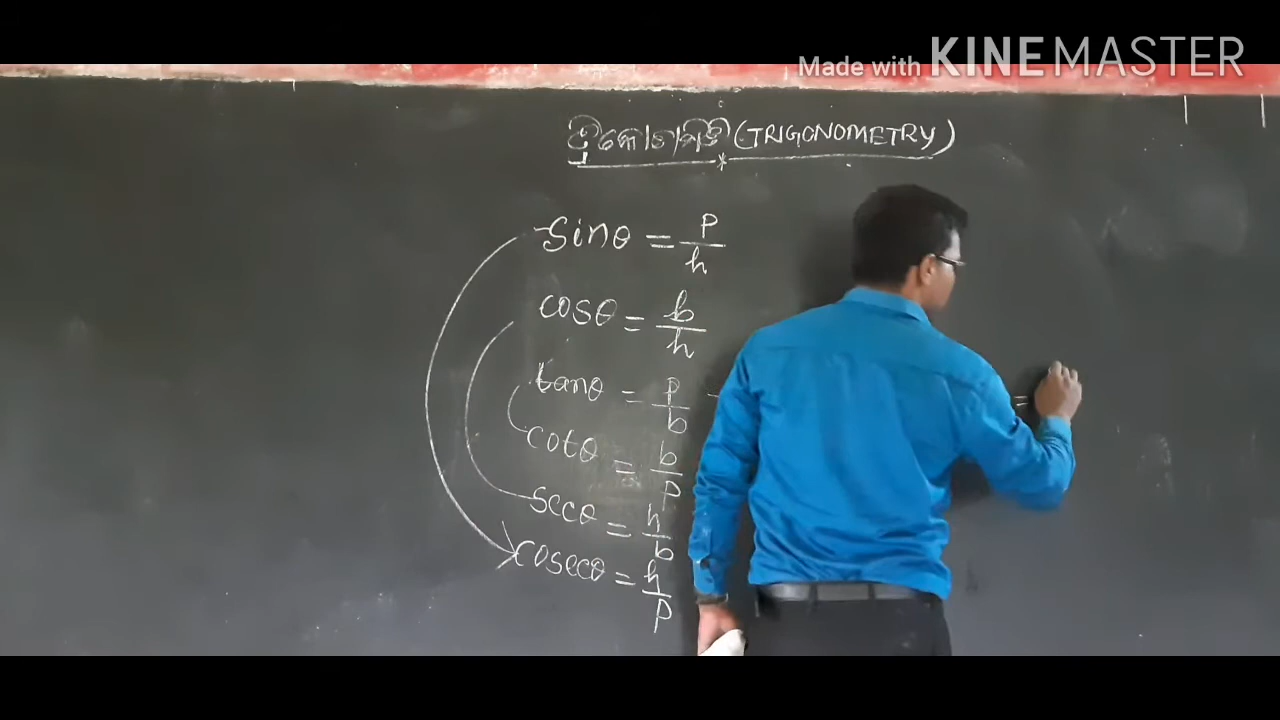 Made with KINEMASTER
ତ୍ରିକୋଣମିତି (TRIGONOMETRY)
sinθ = p/h
cosθ = b/h
tanθ = p/b
cotθ = b/p
secθ = h/b
cosecθ = h/p